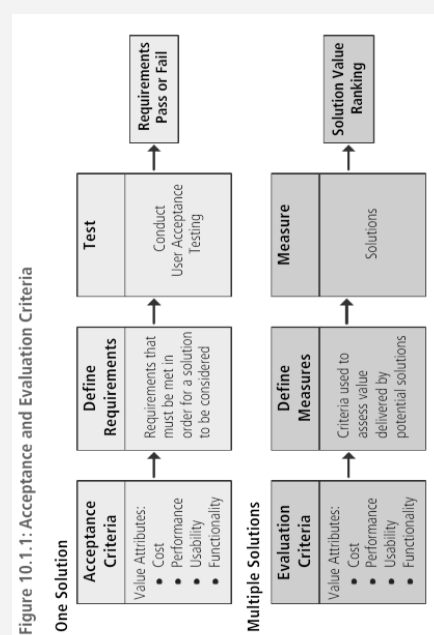 Figure 10.1.1: Acceptance and Evaluation Criteria
One Solution
Acceptance
Criteria
Value Attributes:
• Cost
• Performance
• Usability
• Functionality
Define
Requirements
Requirements that
must be met in
order for a solution
to be considered
Test
Conduct
User Acceptance
Testing
Requirements
Pass or Fail
Multiple Solutions
Evaluation
Criteria
Value Attributes:
• Cost
• Performance
• Usability
• Functionality
Define
Measures
Criteria used to
assess value
delivered by
potential solutions
Measure
Solutions
Solution Value
Ranking